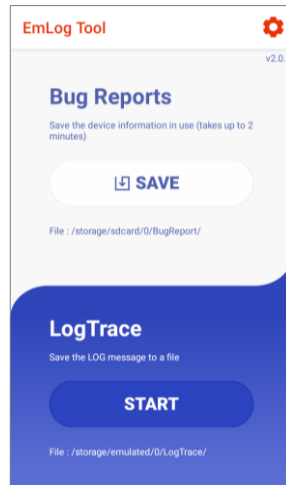 EmLog Tool
v2.0.
Bug Reports
Save the device information in use (takes up to 2
minutes)
SAVE
File : /storage/sdcard/0/BugReport/
LogTrace
Save the LOG message to a file
START
File : /storage/emulated/0/LogTrace/